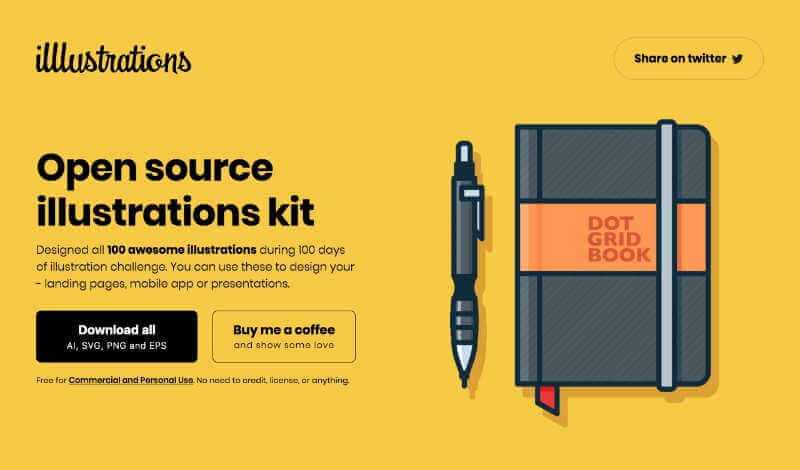 illlustrations
Share on twitter
Open source
illustrations kit
Designed all 100 awesome illustrations during 100 days
of illustration challenge. You can use these to design your
- landing pages, mobile app or presentations.
Download all
AI, SVG, PNG and EPS
Buy me a coffee
and show some love
Free for Commercial and Personal Use. No need to credit, license, or anything.
DOT
GRID
BOOK